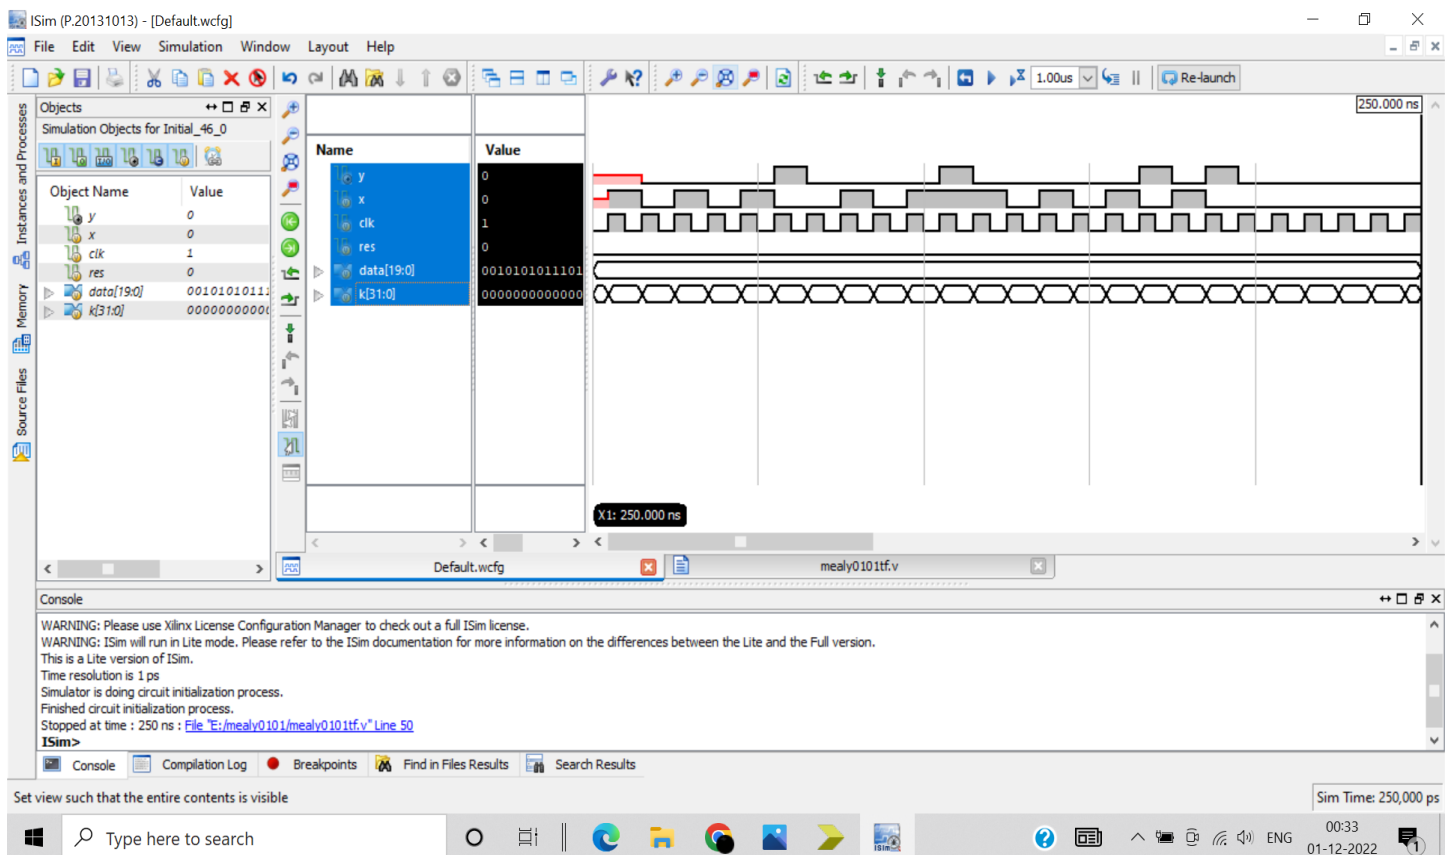 ISim (P.20131013) - [Default.wcfg]
File Edit View Simulation Window Layout Help
1.00us Re-launch
Instances and Processes
Memory
Source Files
Objects
Simulation Objects for Initial_46_0
Object Name Value
y 0
x 0
clk 1
res 0
data[19:0] 00101010111
k[31:0] 0000000000
Name Value
y 0
x 0
clk 1
res 0
data[19:0] 0010101011101
k[31:0] 0000000000000
250.000 ns
X1: 250.000 ns
Default.wcfg mealy0101tf.v
Console
WARNING: Please use Xilinx License Configuration Manager to check out a full ISim license.
WARNING: ISim will run in Lite mode. Please refer to the ISim documentation for more information on the differences between the Lite and the Full version.
This is a Lite version of ISim.
Time resolution is 1 ps
Simulator is doing circuit initialization process.
Finished circuit initialization process.
Stopped at time : 250 ns : File "E:/mealy0101/mealy0101tf.v" Line 50
ISim>
Console Compilation Log Breakpoints Find in Files Results Search Results
Set view such that the entire contents is visible
Sim Time: 250,000 ps
Type here to search
ENG
00:33
01-12-2022
1